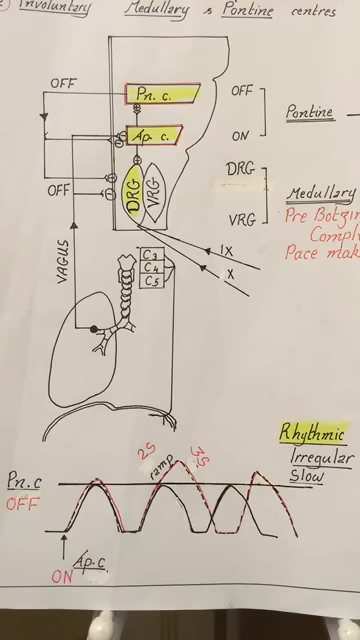 Involuntary Medullary & Pontine centres
OFF
Pn. c.
OFF
Pontine
Ap. c.
ON
DRG
OFF
DRG
VRG
Medullary
VRG
Pre Botzin
Compl
Pace mak
IX
X
VAGUS
C3
C4
C5
2S
ramp
3S
Rhythmic
Irregular
Slow
Pn. c
OFF
ON
Ap. c